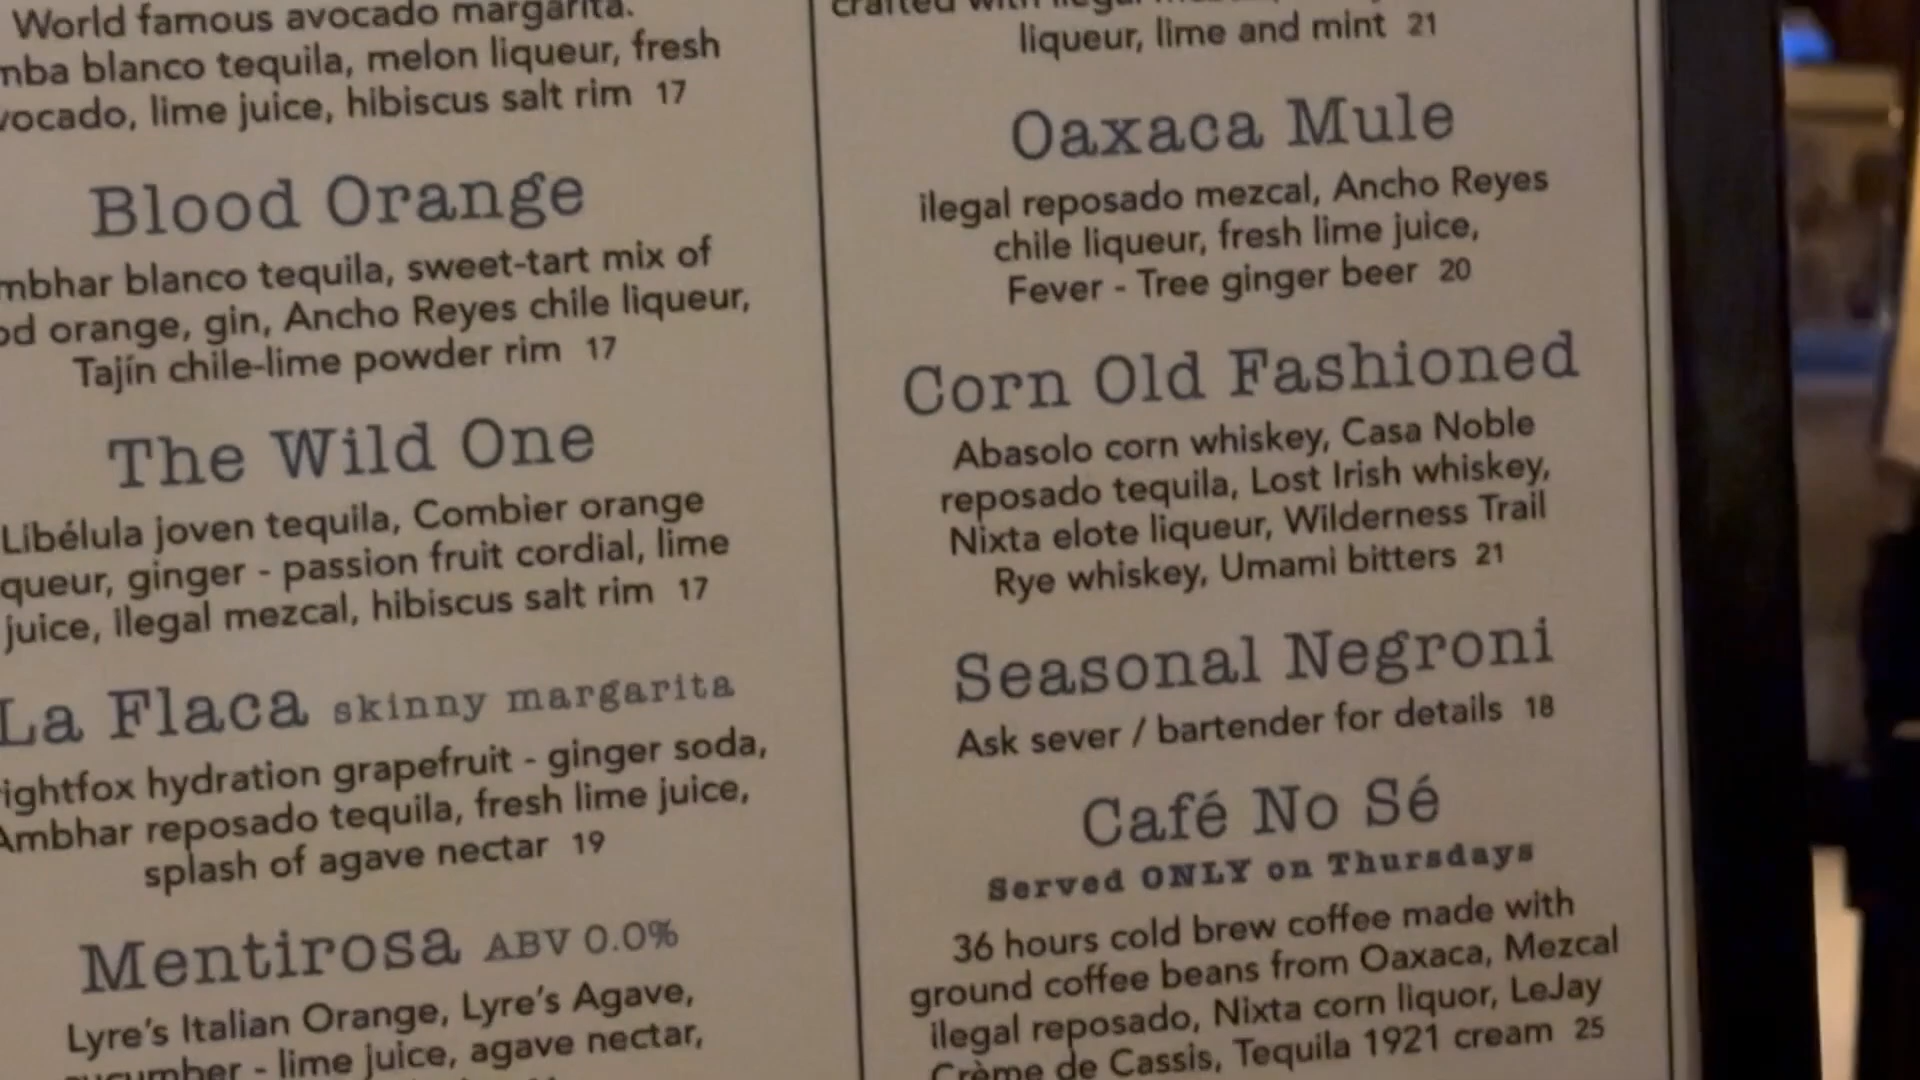 World famous avocado margarita.
blanco tequila, melon liqueur, fresh
lime juice, hibiscus salt rim 17
Blood Orange
blanco tequila, sweet-tart mix of
orange, gin, Ancho Reyes chile liqueur,
Tajín chile-lime powder rim 17
The Wild One
Libélula joven tequila, Combier orange
ginger - passion fruit cordial, lime
juice, ilegal mezcal, hibiscus salt rim 17
La Flaca skinny margarita
hydration grapefruit - ginger soda,
Ambhar reposado tequila, fresh lime juice,
splash of agave nectar 19
Mentirosa ABV 0.0%
Lyre's Italian Orange, Lyre's Agave,
- lime juice, agave nectar,
crafted with
liqueur, lime and mint 21
Oaxaca Mule
ilegal reposado mezcal, Ancho Reyes
chile liqueur, fresh lime juice,
Fever - Tree ginger beer 20
Corn Old Fashioned
Abasolo corn whiskey, Casa Noble
reposado tequila, Lost Irish whiskey,
Nixta elote liqueur, Wilderness Trail
Rye whiskey, Umami bitters 21
Seasonal Negroni
Ask sever / bartender for details 18
Café No Sé
Served ONLY on Thursdays
36 hours cold brew coffee made with
ground coffee beans from Oaxaca, Mezcal
ilegal reposado, Nixta corn liquor, LeJay
Crème de Cassis, Tequila 1921 cream 25